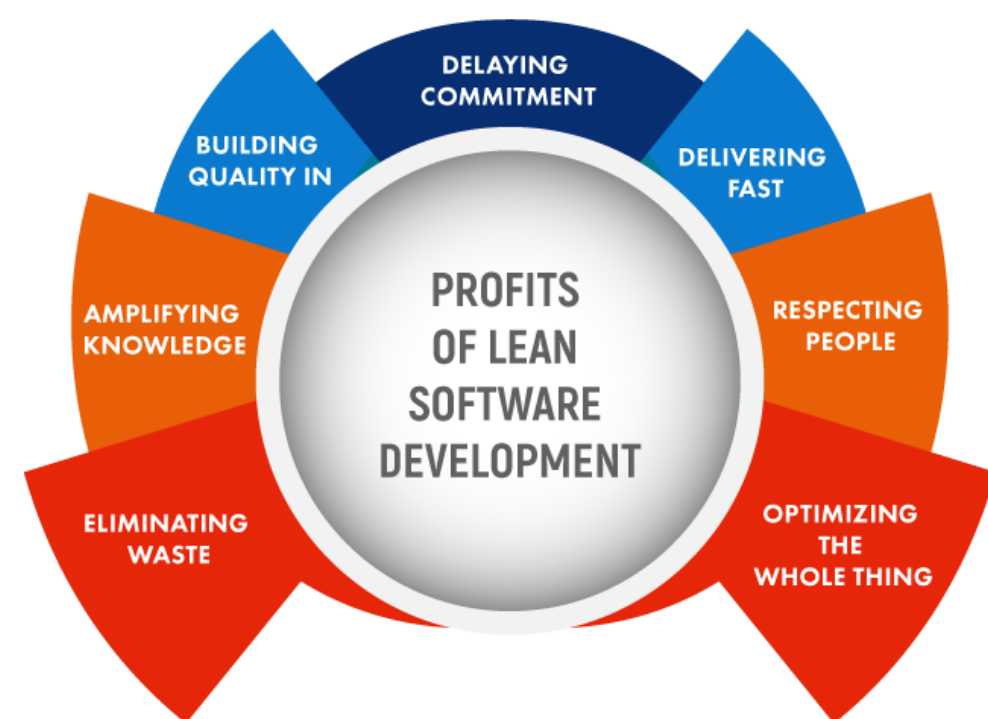 DELAYING
COMMITMENT
BUILDING
QUALITY IN
DELIVERING
FAST
AMPLIFYING
KNOWLEDGE
RESPECTING
PEOPLE
PROFITS
OF LEAN
SOFTWARE
DEVELOPMENT
ELIMINATING
WASTE
OPTIMIZING
THE
WHOLE THING